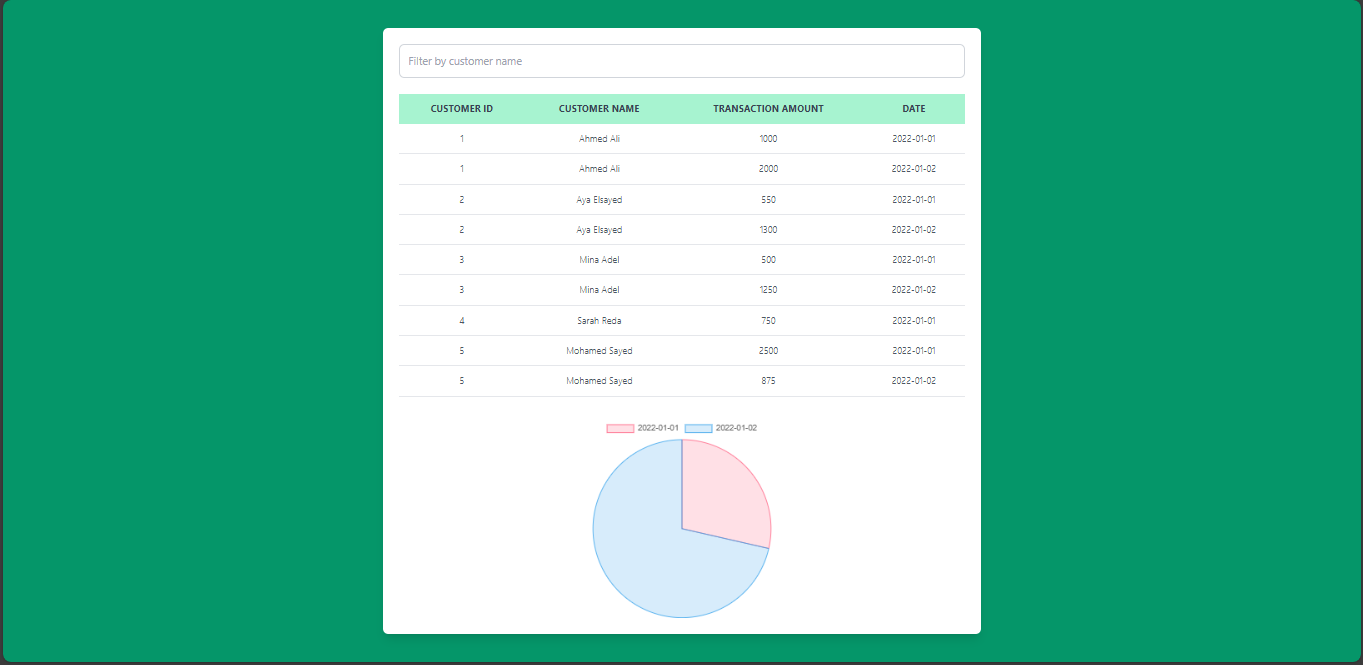 Filter by customer name
CUSTOMER ID CUSTOMER NAME TRANSACTION AMOUNT DATE
1 Ahmed Ali 1000 2022-01-01
1 Ahmed Ali 2000 2022-01-02
2 Aya Elsayed 550 2022-01-01
2 Aya Elsayed 1300 2022-01-02
3 Mina Adel 500 2022-01-01
3 Mina Adel 1250 2022-01-02
4 Sarah Reda 750 2022-01-01
5 Mohamed Sayed 2500 2022-01-01
5 Mohamed Sayed 875 2022-01-02
2022-01-01 2022-01-02